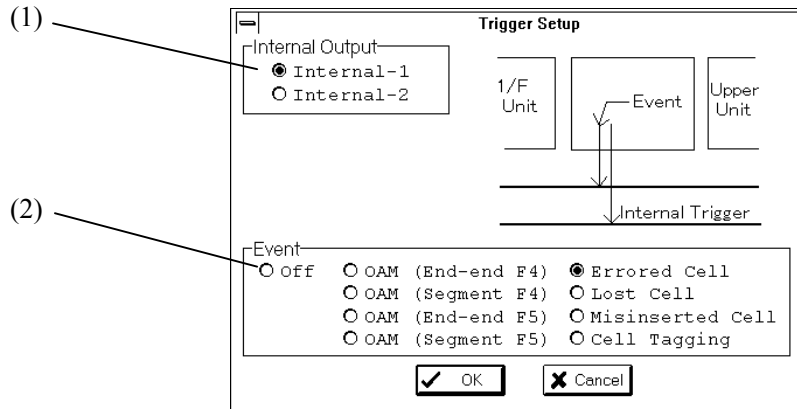 (1)
Trigger Setup
Internal Output
Internal-1
Internal-2
1/F
Unit
Event
Upper
Unit
Internal Trigger
(2)
Event
Off
OAM (End-end F4)
Errored Cell
OAM (Segment F4)
Lost Cell
OAM (End-end F5)
Misinserted Cell
OAM (Segment F5)
Cell Tagging
OK
Cancel